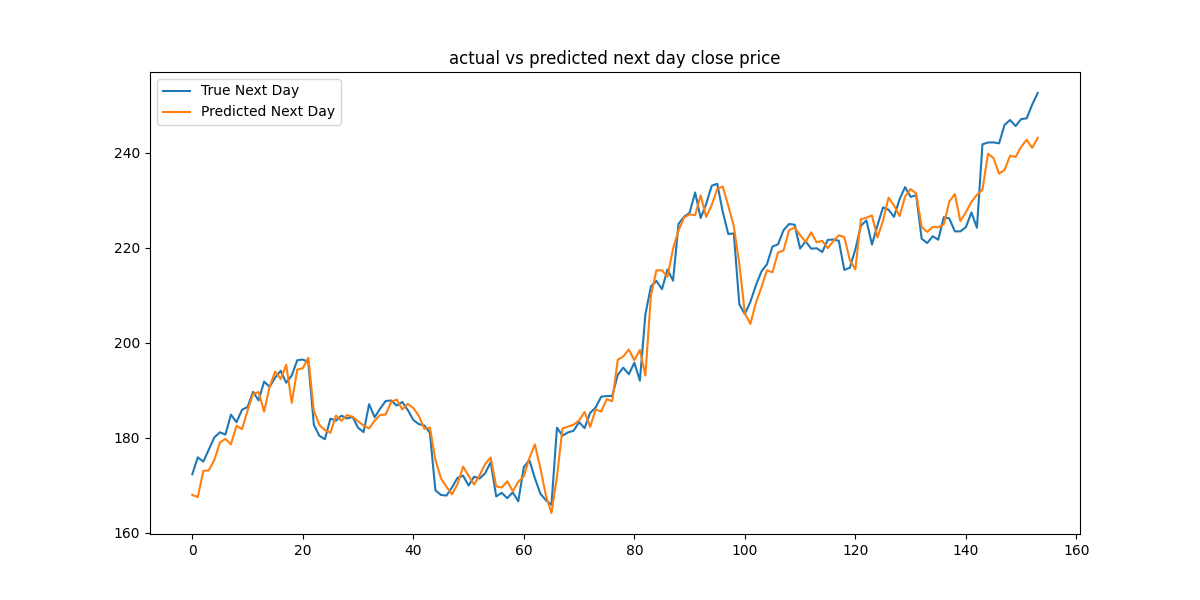 actual vs predicted next day close price
True Next Day
Predicted Next Day
240
220
200
180
160
0 20 40 60 80 100 120 140 160